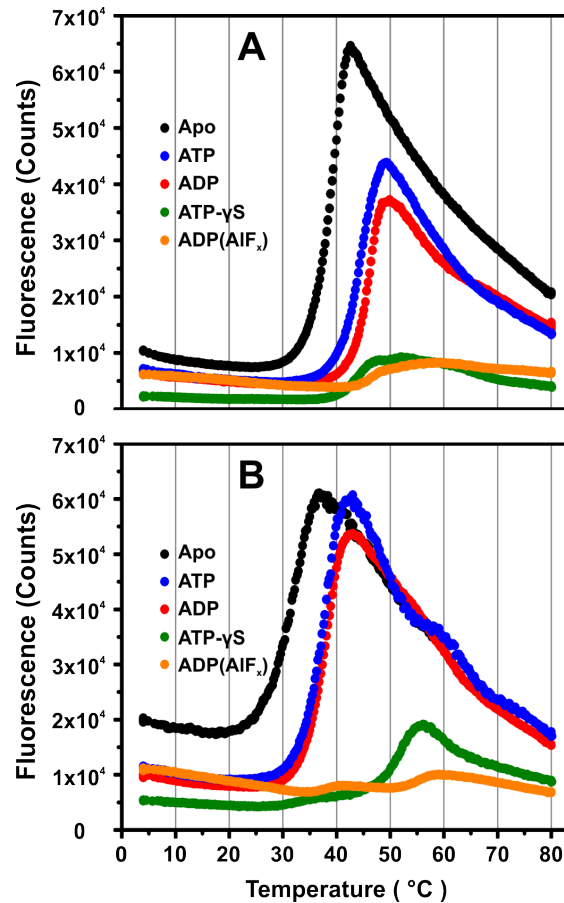 A
7x10⁴
6x10⁴
5x10⁴
4x10⁴
3x10⁴
2x10⁴
1x10⁴
0
Fluorescence (Counts)
Apo
ATP
ADP
ATP-γS
ADP(AlFₓ)
B
7x10⁴
6x10⁴
5x10⁴
4x10⁴
3x10⁴
2x10⁴
1x10⁴
0
Fluorescence (Counts)
Apo
ATP
ADP
ATP-γS
ADP(AlFₓ)
0 10 20 30 40 50 60 70 80
Temperature ( °C )